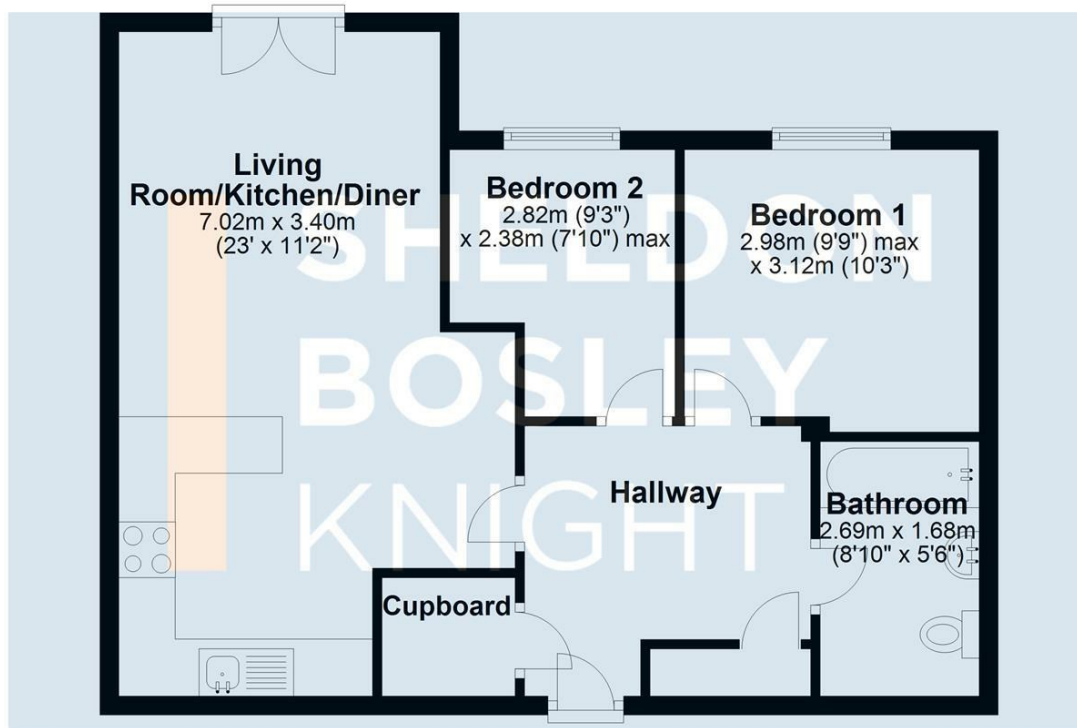 Living
Room/Kitchen/Diner
7.02m x 3.40m
(23' x 11'2")
Bedroom 2
2.82m (9'3")
x 2.38m (7'10") max
Bedroom 1
2.98m (9'9") max
x 3.12m (10'3")
SHELDON
BOSLEY
KNIGHT
Hallway
Bathroom
2.69m x 1.68m
(8'10" x 5'6")
Cupboard